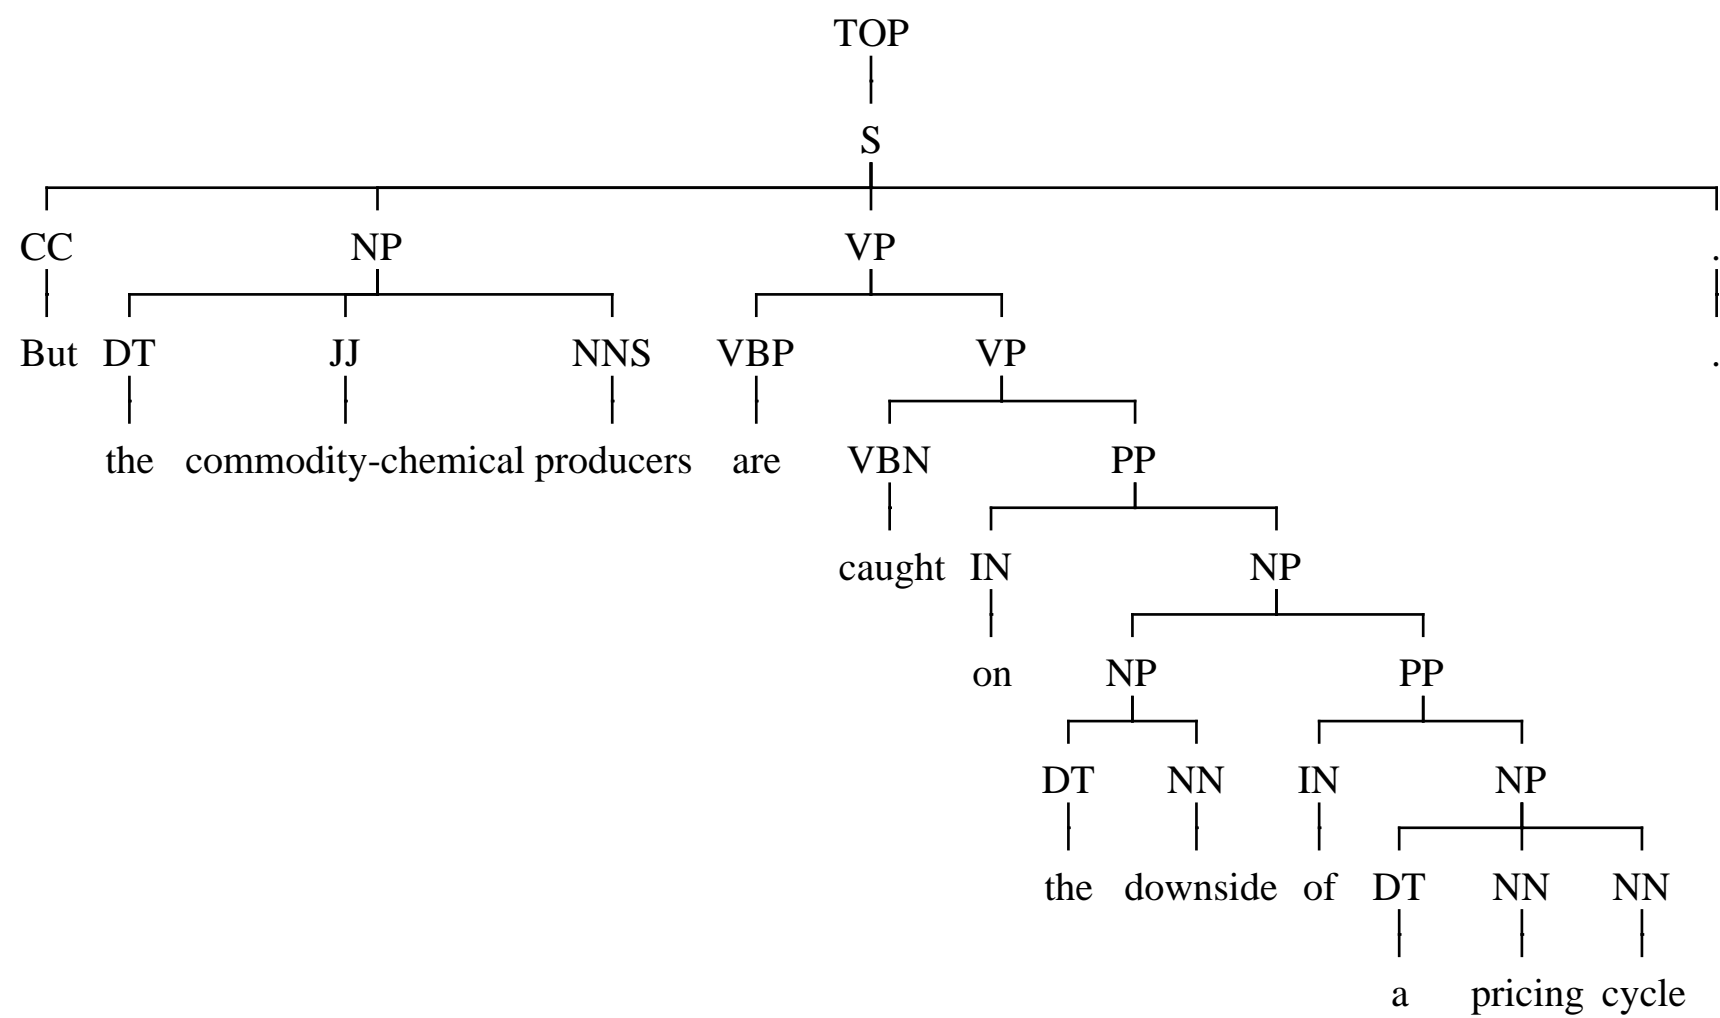 TOP
S
CC NP VP .
But DT JJ NNS VBP VP .
the commodity-chemical producers are VBN PP
caught IN NP
on NP PP
DT NN IN NP
the downside of DT NN NN
a pricing cycle